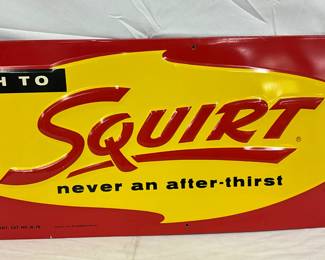 H TO
SQUIRT
®
never an after-thirst